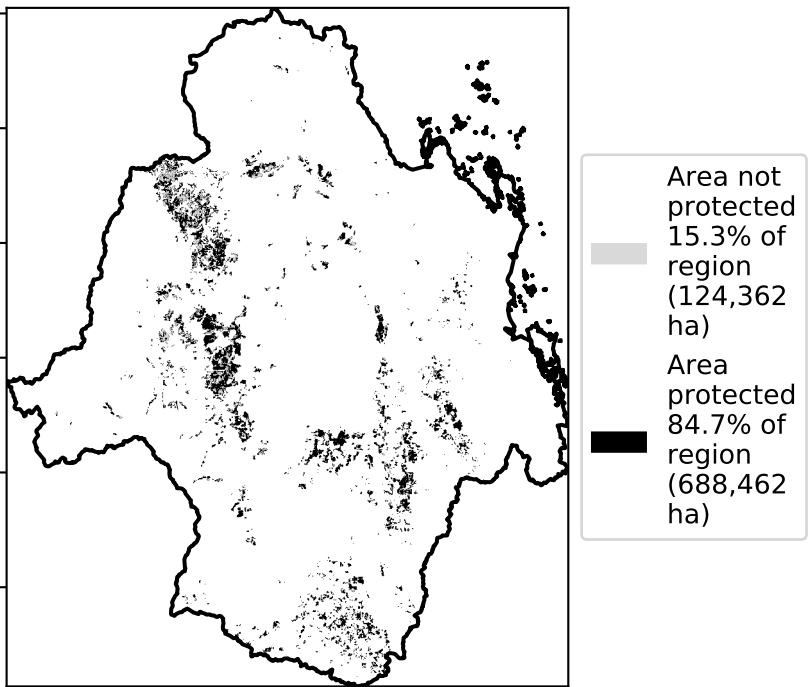 Area not
protected
15.3% of
region
(124,362
ha)
Area
protected
84.7% of
region
(688,462
ha)